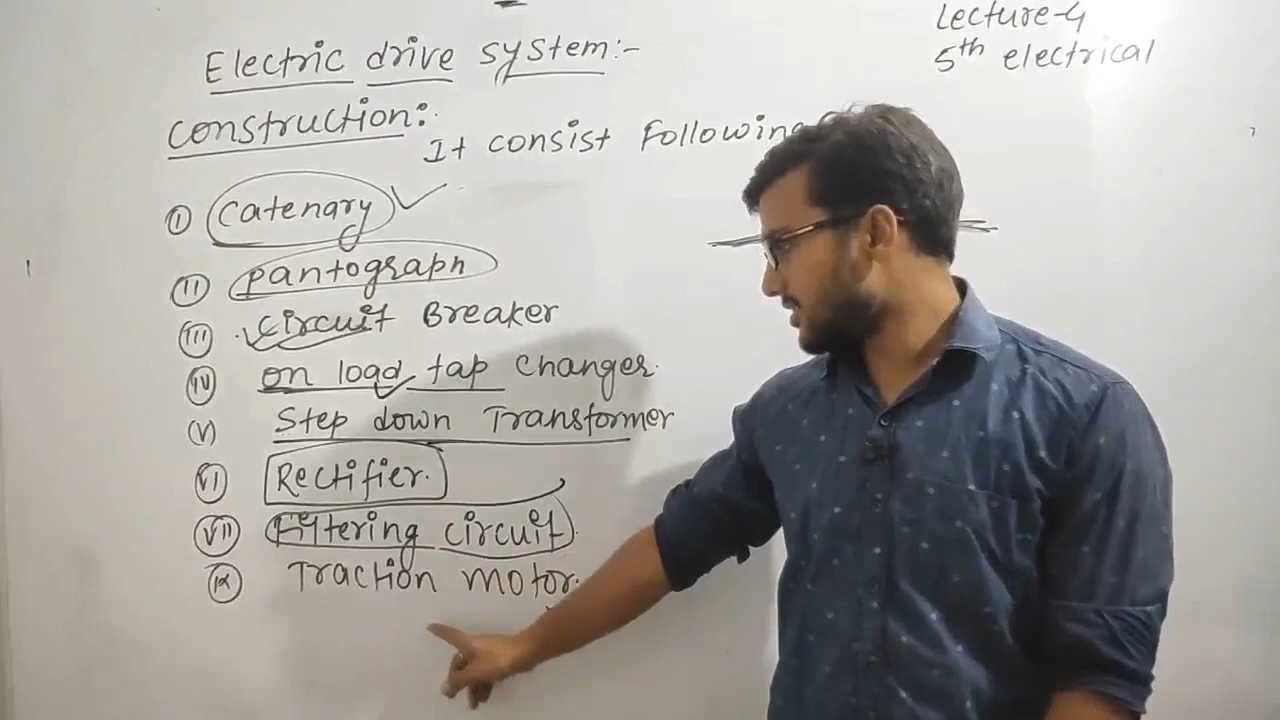 Lecture-4
5th electrical
Electric drive system:-
construction:
It consist Following
(I) Catenary
(II) pantograph
(III) circuit Breaker
(IV) on load tap changer.
(V) Step down Transformer
(VI) Rectifier.
(VII) Filtering circuit.
(IX) Traction motor.